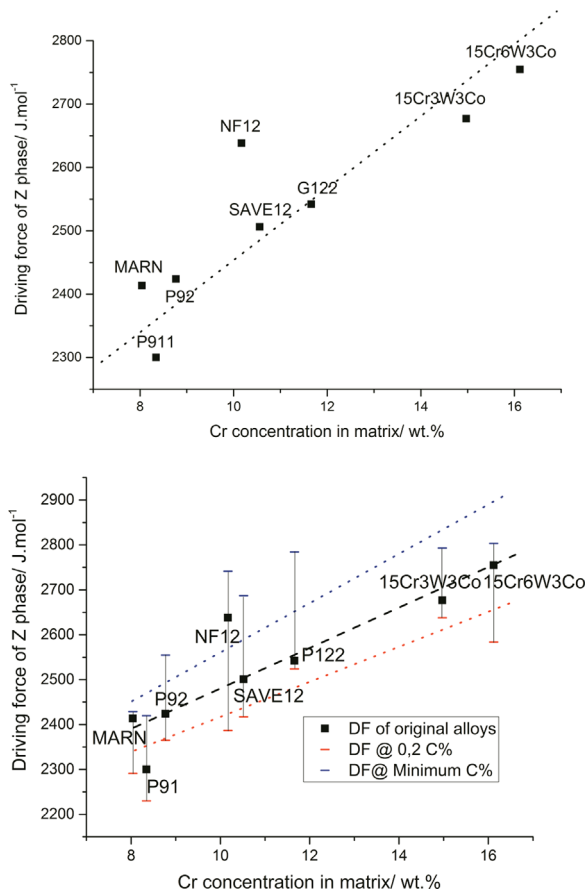 2800
2700
2600
2500
2400
2300
Driving force of Z phase/ J.mol⁻¹
15Cr6W3Co
15Cr3W3Co
NF12
G122
SAVE12
MARN
P92
P911
8 10 12 14 16
Cr concentration in matrix/ wt.%
2900
2800
2700
2600
2500
2400
2300
2200
Driving force of Z phase/ J.mol⁻¹
15Cr3W3Co 15Cr6W3Co
NF12
P122
SAVE12
P92
MARN
P91
DF of original alloys
DF @ 0,2 C%
DF@ Minimum C%
8 10 12 14 16
Cr concentration in matrix/ wt.%